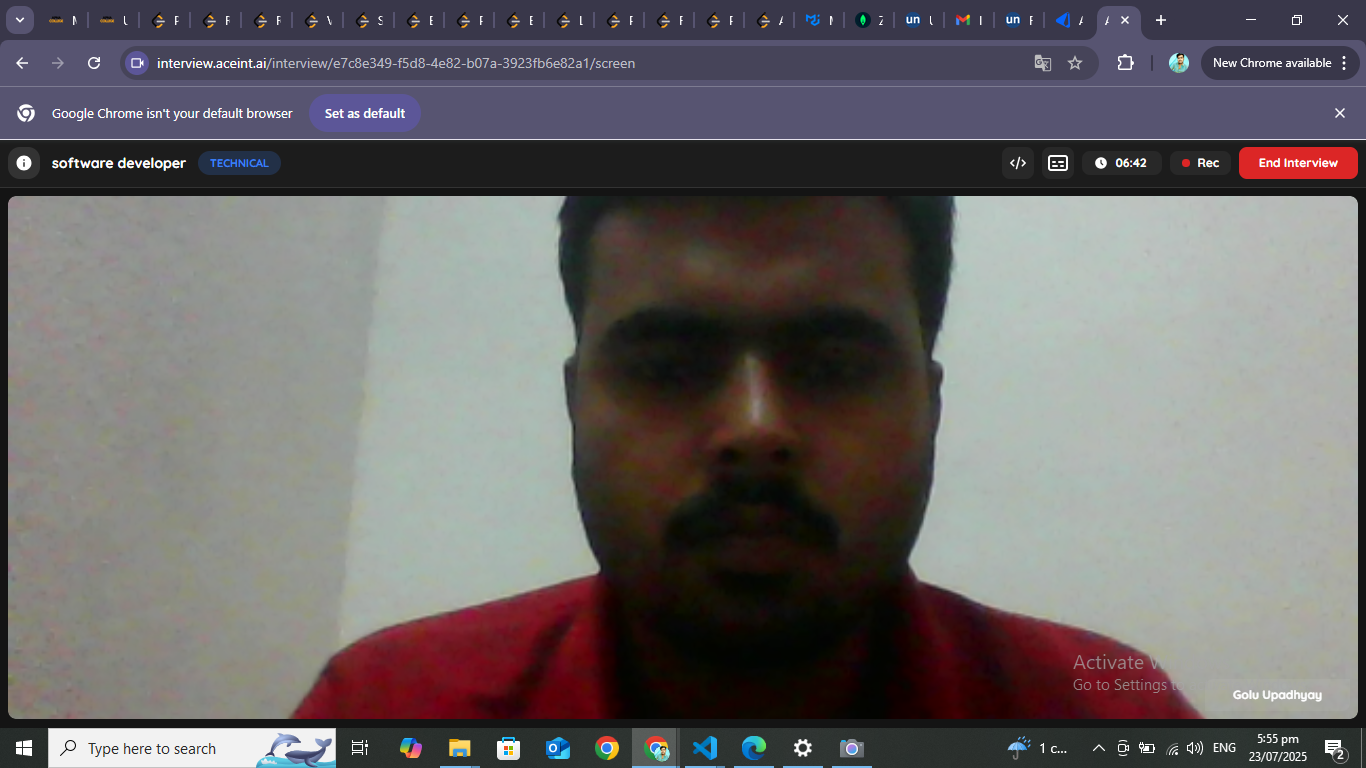 interview.aceint.ai/interview/e7c8e349-f5d8-4e82-b07a-3923fb6e82a1/screen
New Chrome available
Google Chrome isn't your default browser
Set as default
software developer
TECHNICAL
06:42
Rec
End Interview
Activate
Go to Settings
Golu Upadhyay
Type here to search
1 c...
ENG
5:55 pm
23/07/2025
2